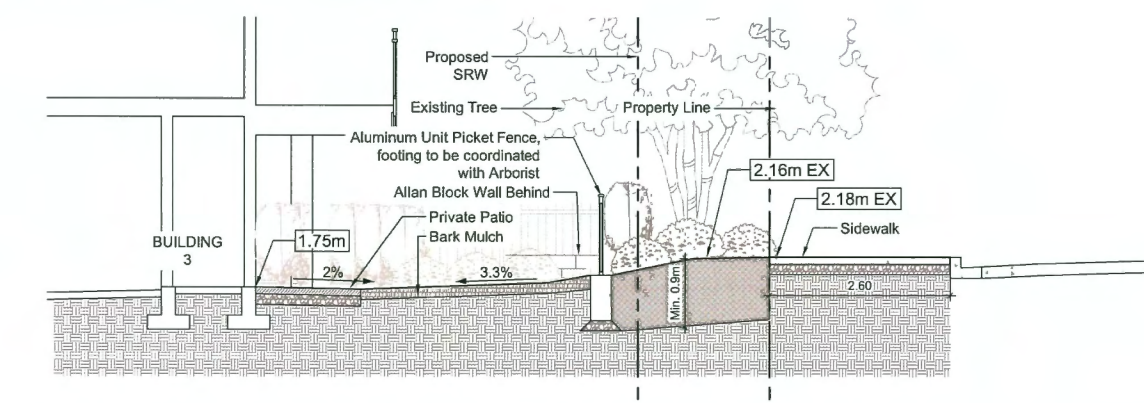 Proposed
SRW
Existing Tree
Property Line
Aluminum Unit Picket Fence,
footing to be coordinated
with Arborist
Allan Block Wall Behind
2.16m EX
2.18m EX
Private Patio
Bark Mulch
Sidewalk
BUILDING
3
1.75m
2%
3.3%
Min. 0.9m
2.60